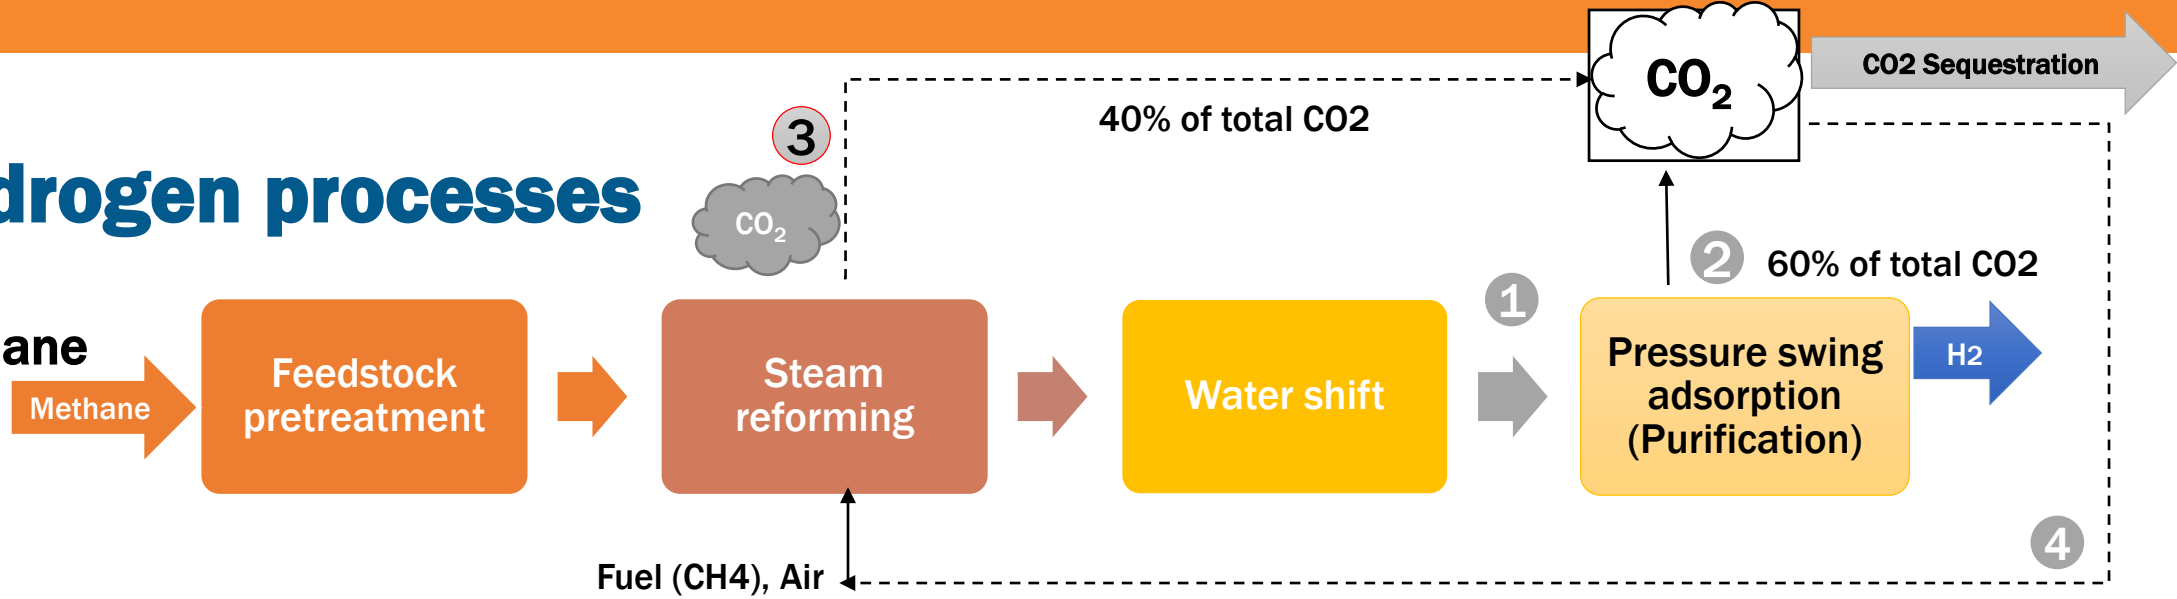 CO2
CO2 Sequestration
40% of total CO2
3
drogen processes
CO2
2
60% of total CO2
1
ane
Methane
Feedstock
pretreatment
Steam
reforming
Water shift
Pressure swing
adsorption
(Purification)
H2
4
Fuel (CH4), Air